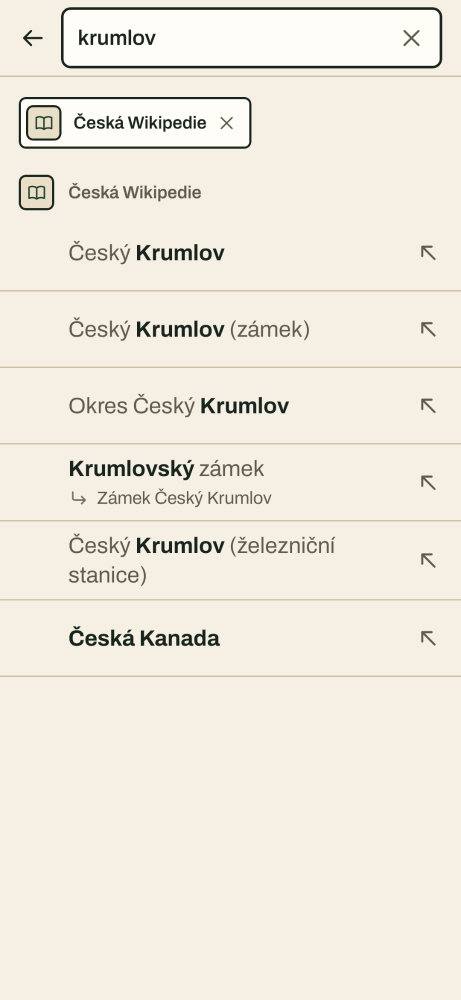 krumlov
Česká Wikipedie
Česká Wikipedie
Český Krumlov
Český Krumlov (zámek)
Okres Český Krumlov
Krumlovský zámek
Zámek Český Krumlov
Český Krumlov (železniční
stanice)
Česká Kanada